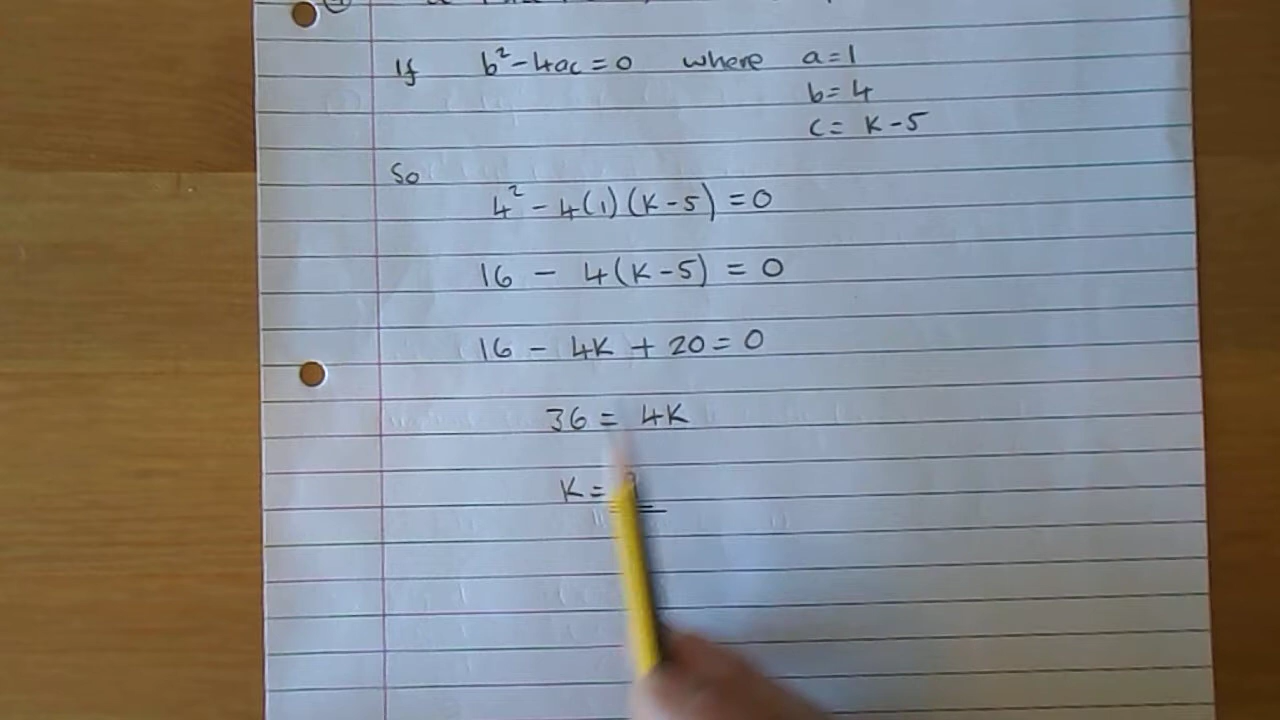 If b²-4ac=0 where a=1
b=4
c=k-5
So
4²-4(1)(k-5)=0
16 - 4(k-5) = 0
16 - 4k + 20 = 0
36 = 4k
k =